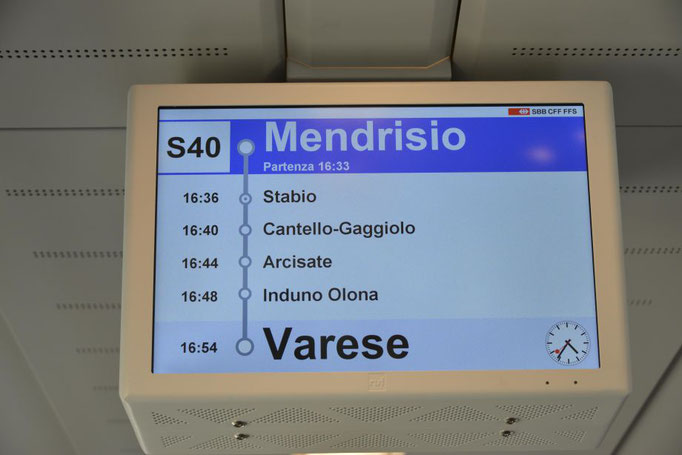 SBB CFF FFS
S40 Mendrisio
Partenza 16:33
16:36 Stabio
16:40 Cantello-Gaggiolo
16:44 Arcisate
16:48 Induno Olona
16:54 Varese